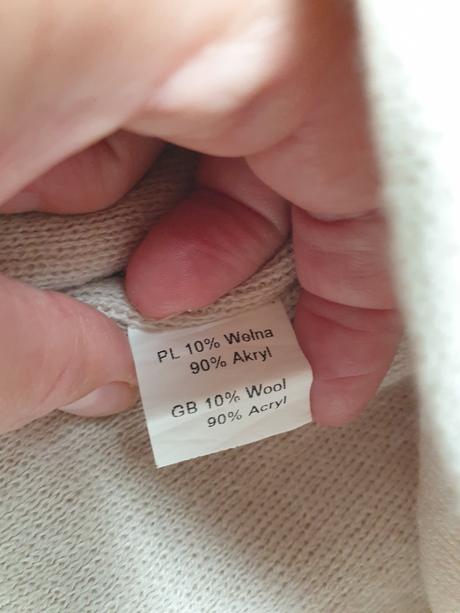 PL 10% Wełna
90% Akryl
GB 10% Wool
90% Acryl